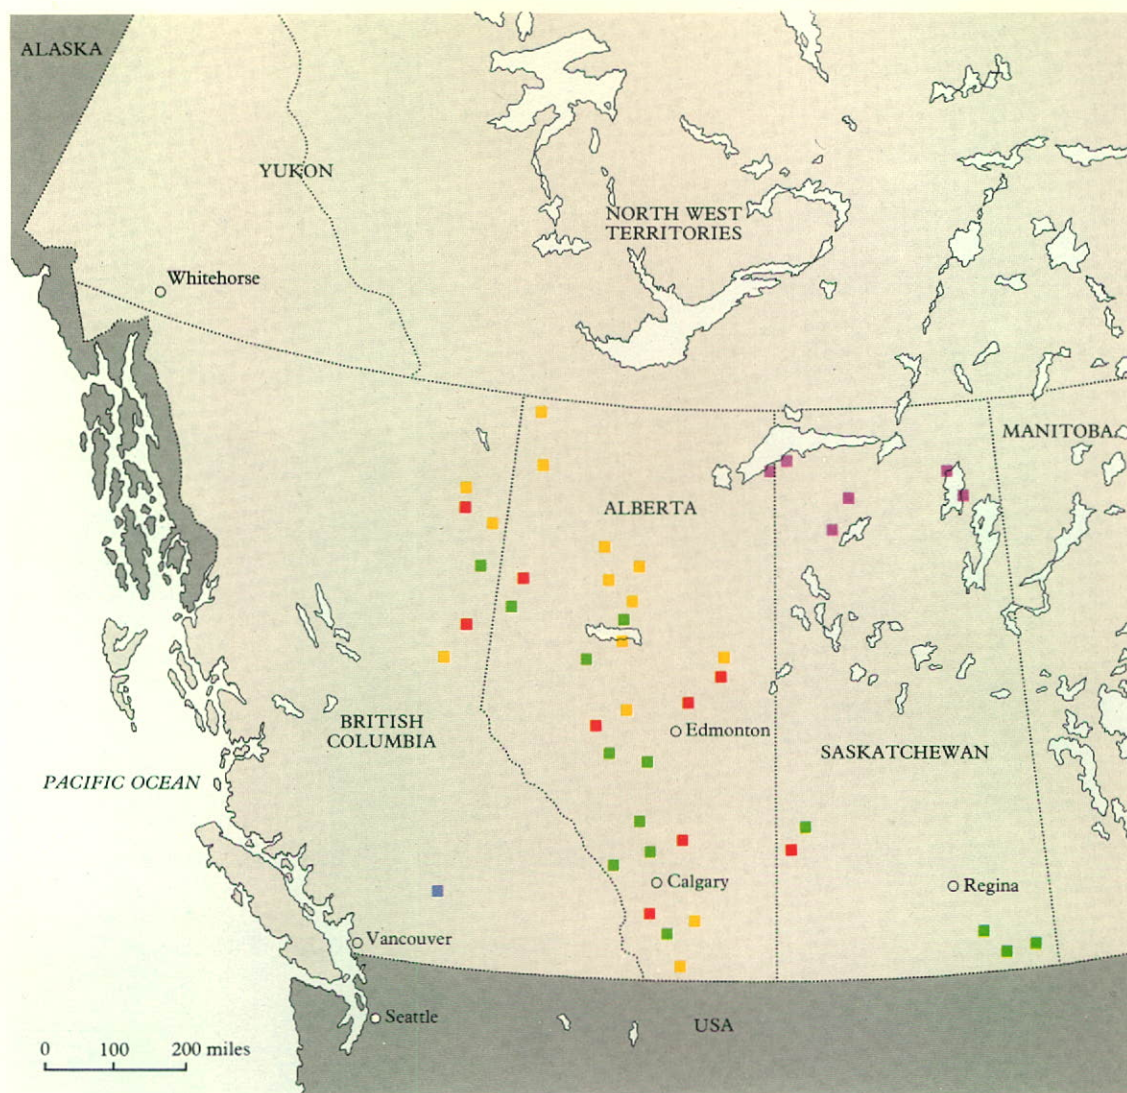 ALASKA
YUKON
NORTH WEST
TERRITORIES
Whitehorse
MANITOBA
ALBERTA
BRITISH
COLUMBIA
Edmonton
SASKATCHEWAN
PACIFIC OCEAN
Calgary
Regina
Vancouver
Seattle
USA
0 100 200 miles